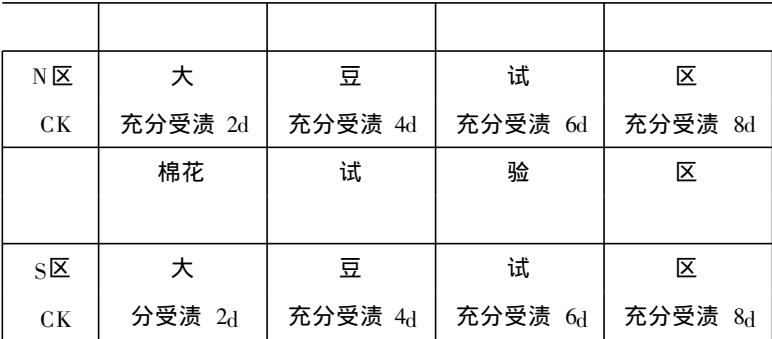 N区 大 豆 试 区
CK 充分受渍 2d 充分受渍 4d 充分受渍 6d 充分受渍 8d
棉花 试 验 区
S区 大 豆 试 区
CK 分受渍 2d 充分受渍 4d 充分受渍 6d 充分受渍 8d